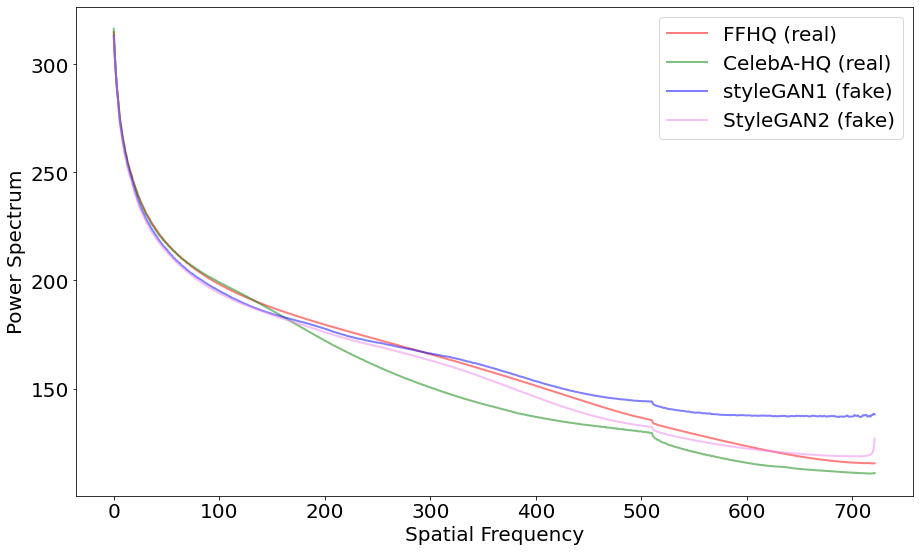 FFHQ (real)
CelebA-HQ (real)
styleGAN1 (fake)
StyleGAN2 (fake)
300
250
200
150
Power Spectrum
0 100 200 300 400 500 600 700
Spatial Frequency